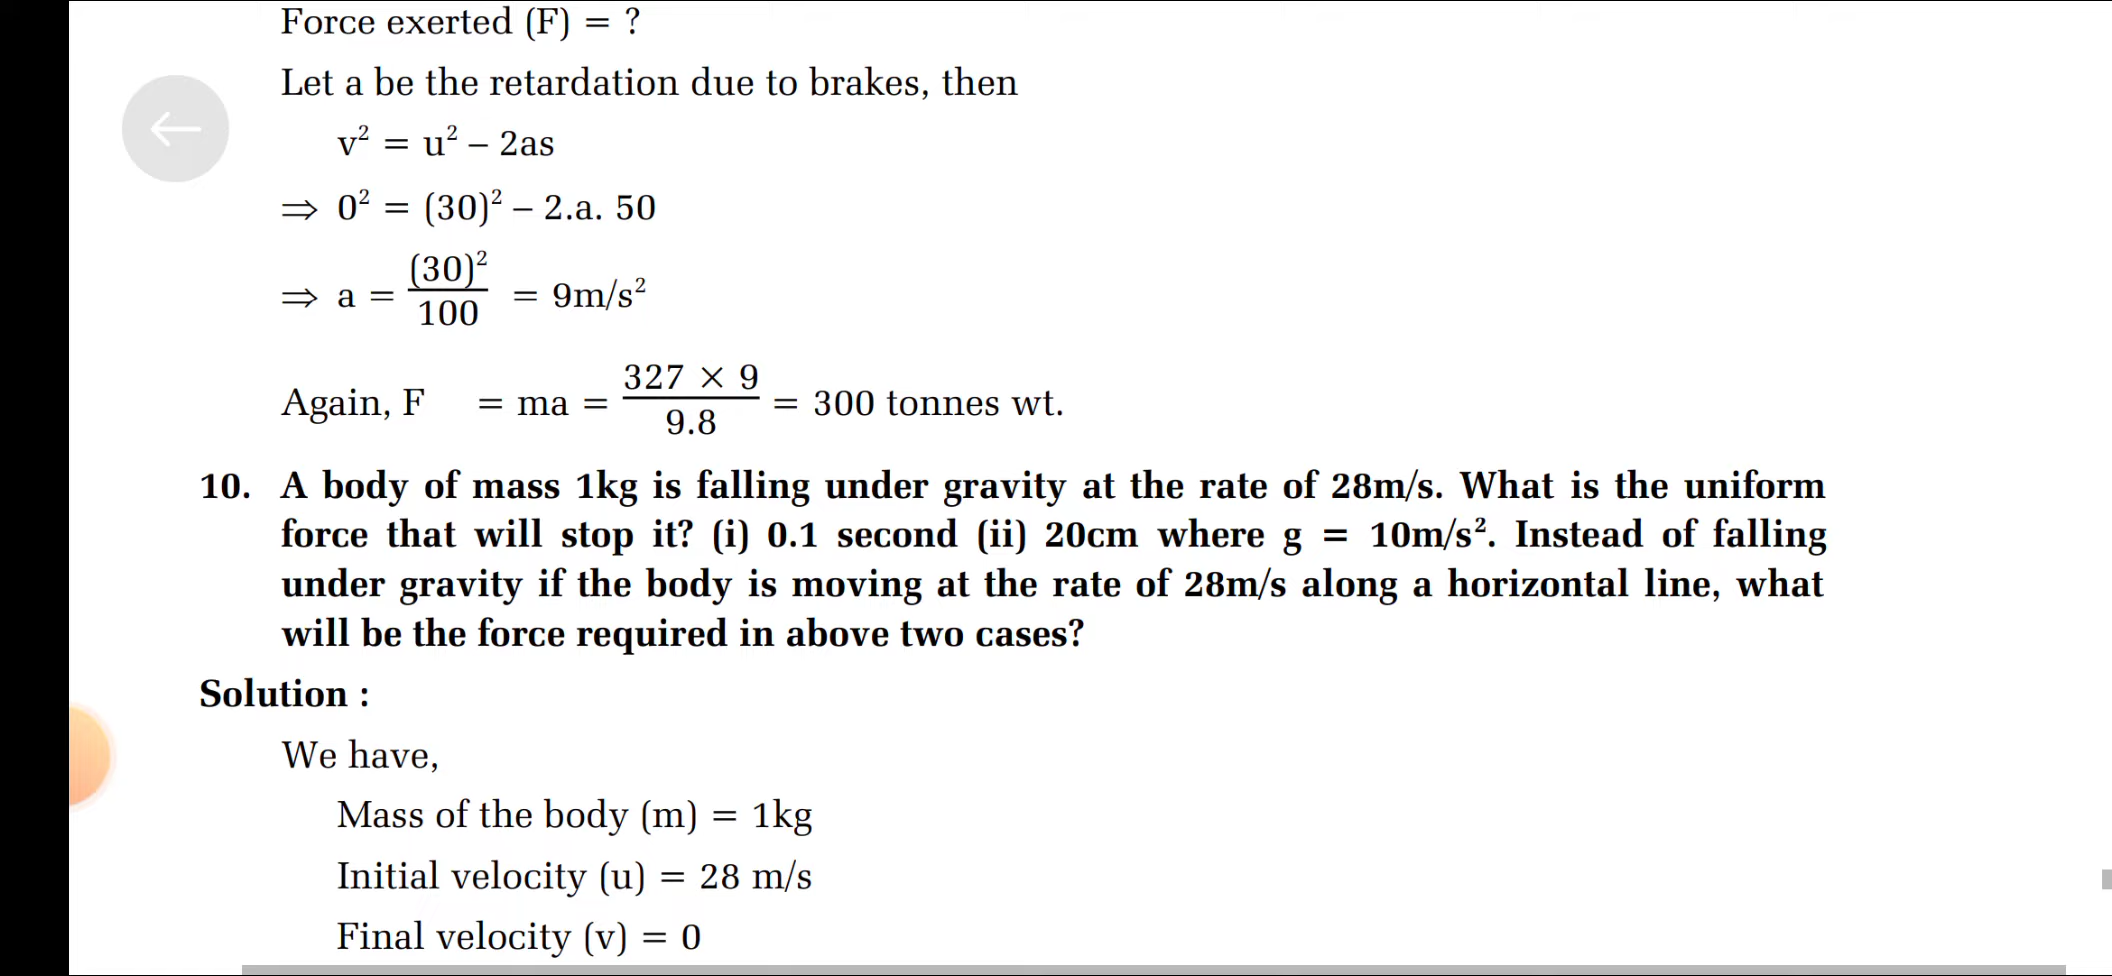 Force exerted (F) = ?
Let a be the retardation due to brakes, then
v² = u² – 2as
⇒ 0² = (30)² – 2.a. 50
⇒ a = (30)²/100 = 9m/s²
Again, F = ma = 327 × 9/9.8 = 300 tonnes wt.
10. A body of mass 1kg is falling under gravity at the rate of 28m/s. What is the uniform
force that will stop it? (i) 0.1 second (ii) 20cm where g = 10m/s². Instead of falling
under gravity if the body is moving at the rate of 28m/s along a horizontal line, what
will be the force required in above two cases?
Solution :
We have,
Mass of the body (m) = 1kg
Initial velocity (u) = 28 m/s
Final velocity (v) = 0